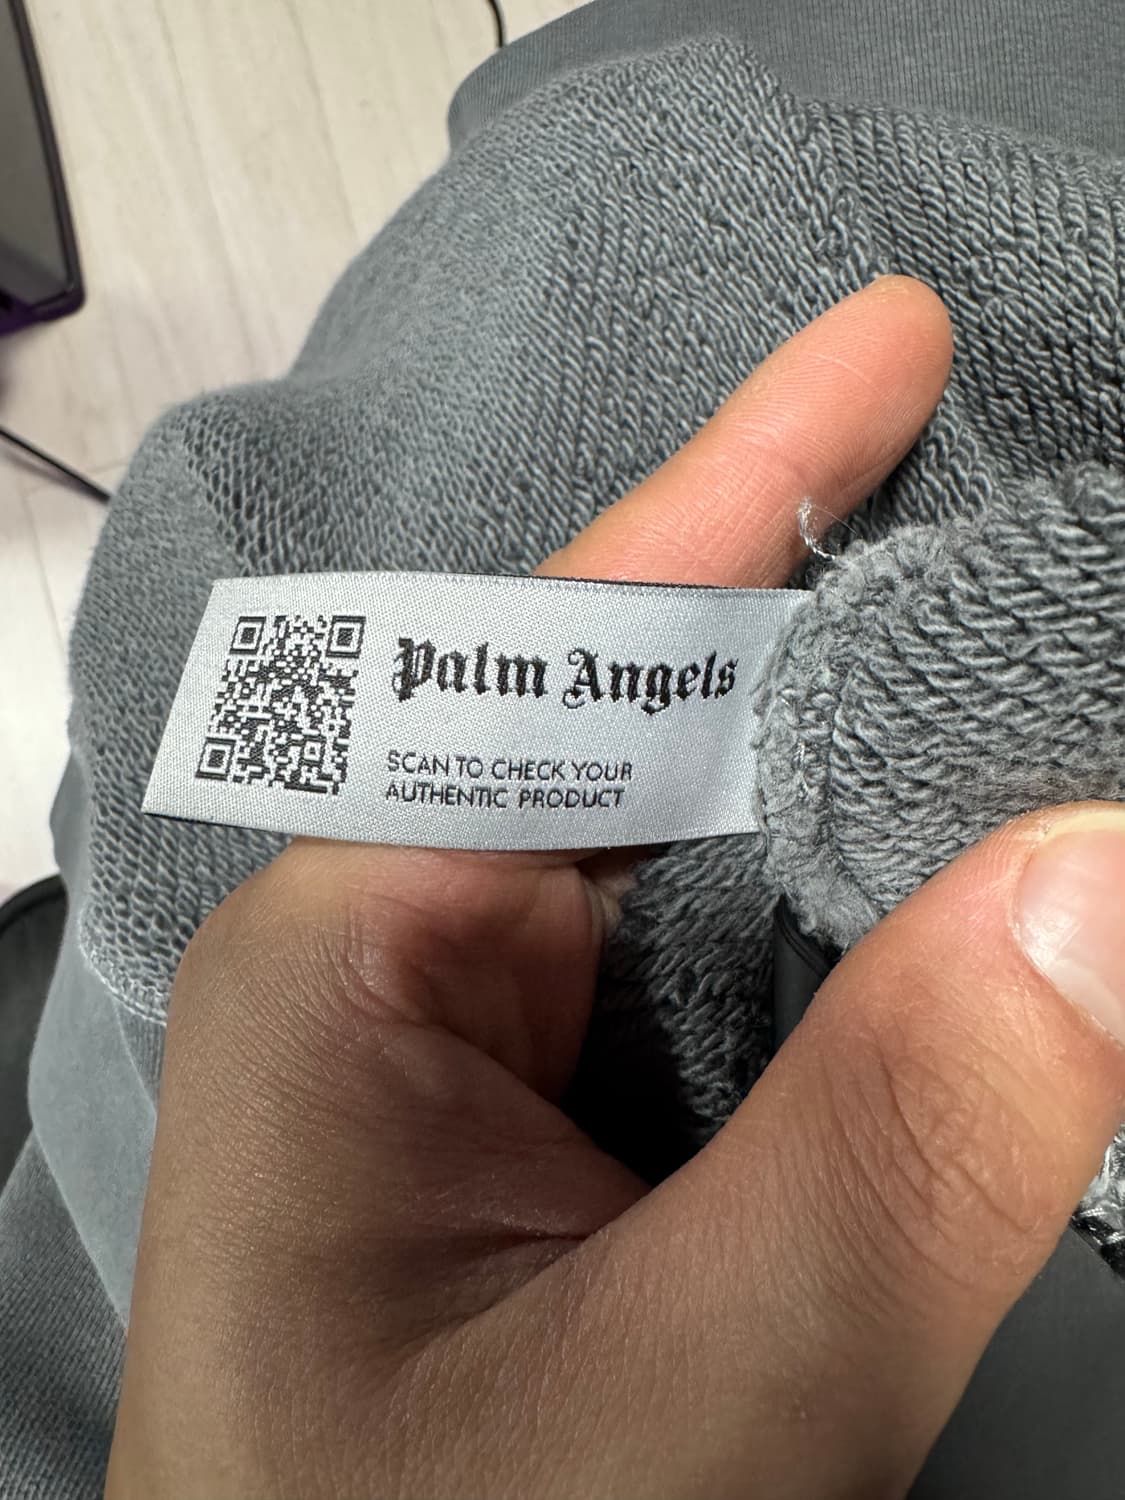 Palm Angels
SCAN TO CHECK YOUR
AUTHENTIC PRODUCT